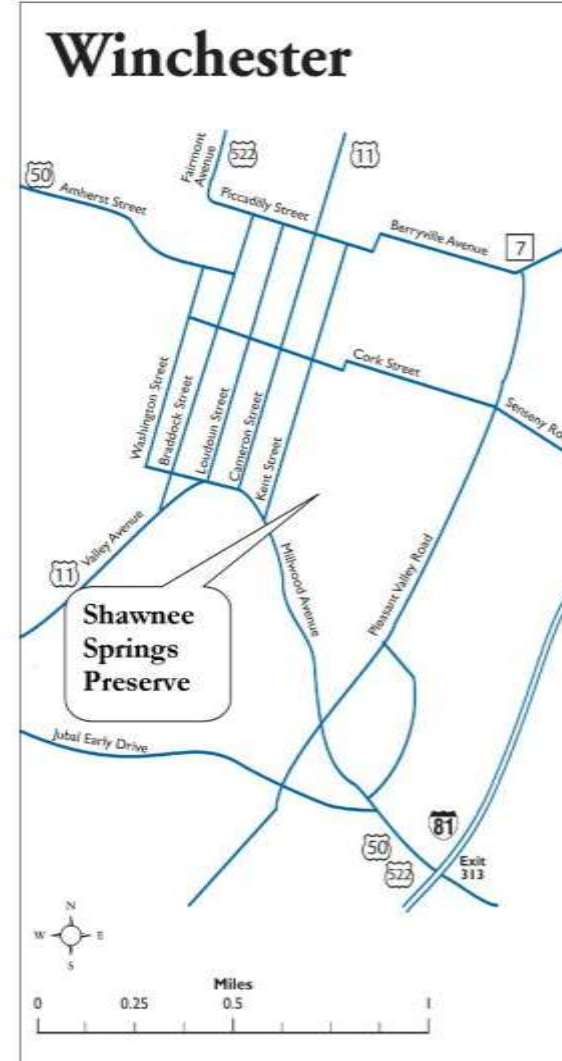 Winchester
Fairmont
Avenue
522
11
50
Amherst Street
Piccadilly Street
Berryville Avenue
7
Cork Street
Senseny Ro
Washington Street
Braddock Street
Loudoun Street
Cameron Street
Kent Street
Valley Avenue
11
Millwood Avenue
Pleasant Valley Road
Shawnee
Springs
Preserve
Jubal Early Drive
81
50
522
Exit
313
N
W E
S
Miles
0 0.25 0.5 1